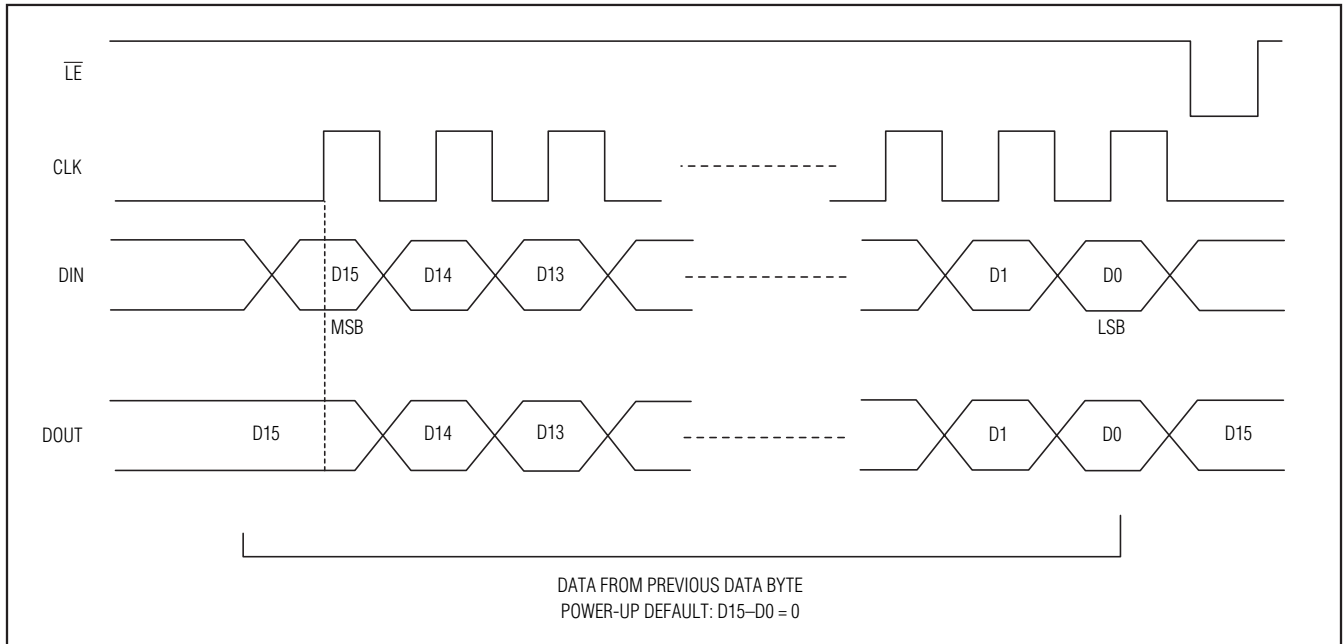 LE
CLK
DIN
D15
D14
D13
D1
D0
MSB
LSB
DOUT
D15
D14
D13
D1
D0
D15
DATA FROM PREVIOUS DATA BYTE
POWER-UP DEFAULT: D15–D0 = 0